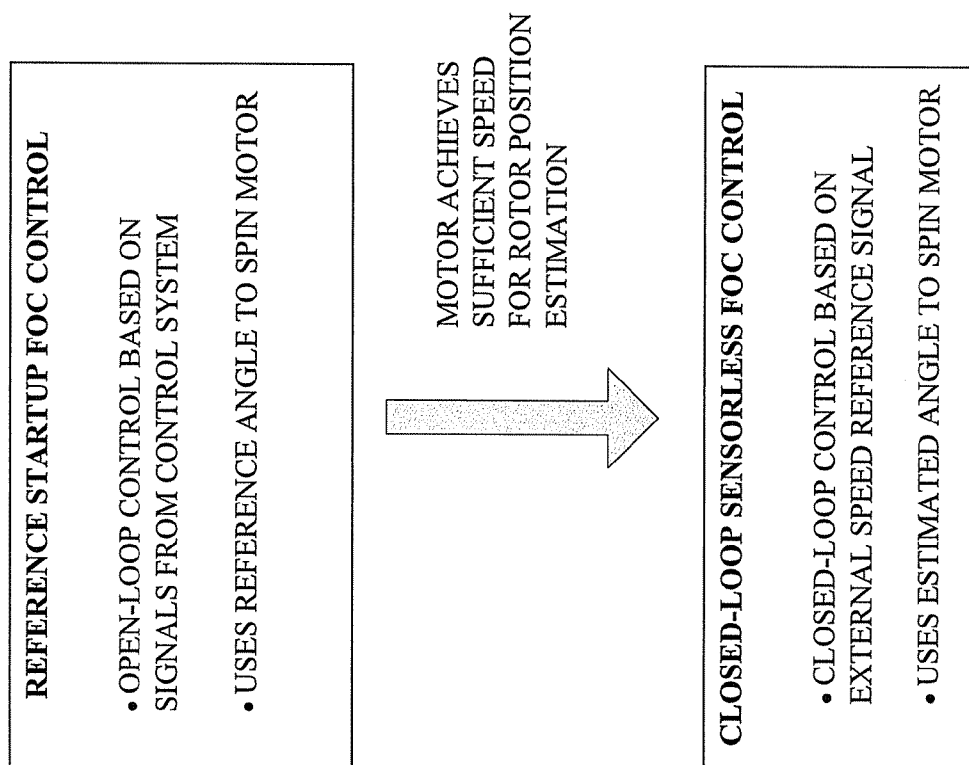 REFERENCE STARTUP FOC CONTROL
• OPEN-LOOP CONTROL BASED ON
SIGNALS FROM CONTROL SYSTEM
• USES REFERENCE ANGLE TO SPIN MOTOR
MOTOR ACHIEVES
SUFFICIENT SPEED
FOR ROTOR POSITION
ESTIMATION
CLOSED-LOOP SENSORLESS FOC CONTROL
• CLOSED-LOOP CONTROL BASED ON
EXTERNAL SPEED REFERENCE SIGNAL
• USES ESTIMATED ANGLE TO SPIN MOTOR